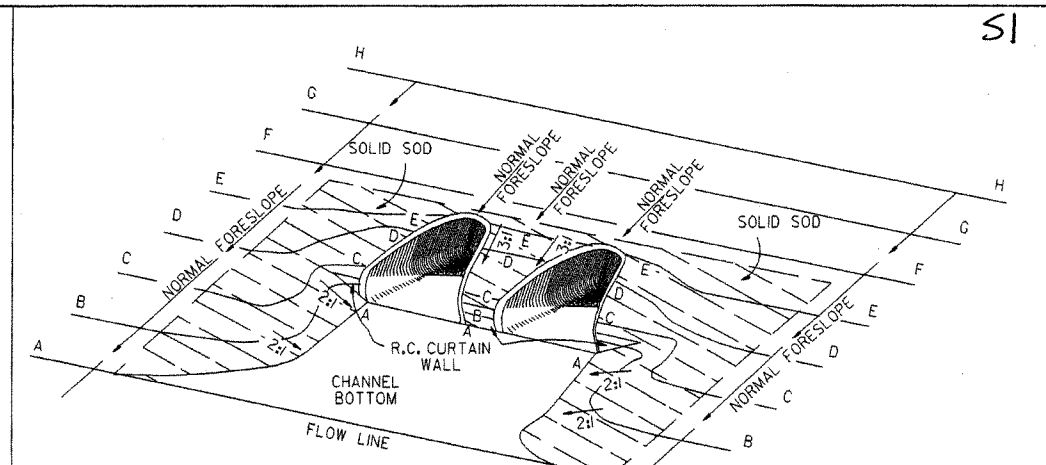 S1
H
G
F
SOLID SOD
E
D
C
B
A
NORMAL FORESLOPE
NORMAL
FORESLOPE
NORMAL
FORESLOPE
NORMAL
FORESLOPE
H
G
SOLID SOD
F
E
D
C
B
NORMAL FORESLOPE
E
D
C
A
2:1
2:1
3:1
E
D
C
B
A
3:1
E
D
C
A
2:1
2:1
R.C. CURTAIN
WALL
CHANNEL
BOTTOM
FLOW LINE